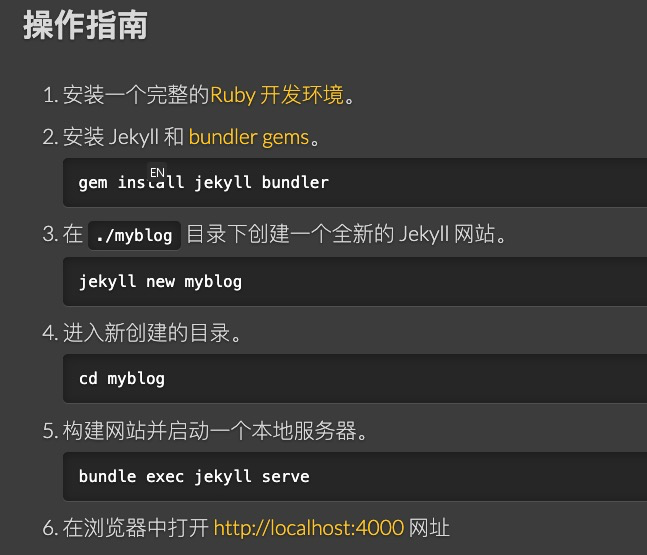 操作指南
1. 安装一个完整的Ruby 开发环境。
2. 安装 Jekyll 和 bundler gems。
EN
gem install jekyll bundler
3. 在 ./myblog 目录下创建一个全新的 Jekyll 网站。
jekyll new myblog
4. 进入新创建的目录。
cd myblog
5. 构建网站并启动一个本地服务器。
bundle exec jekyll serve
6. 在浏览器中打开 http://localhost:4000 网址